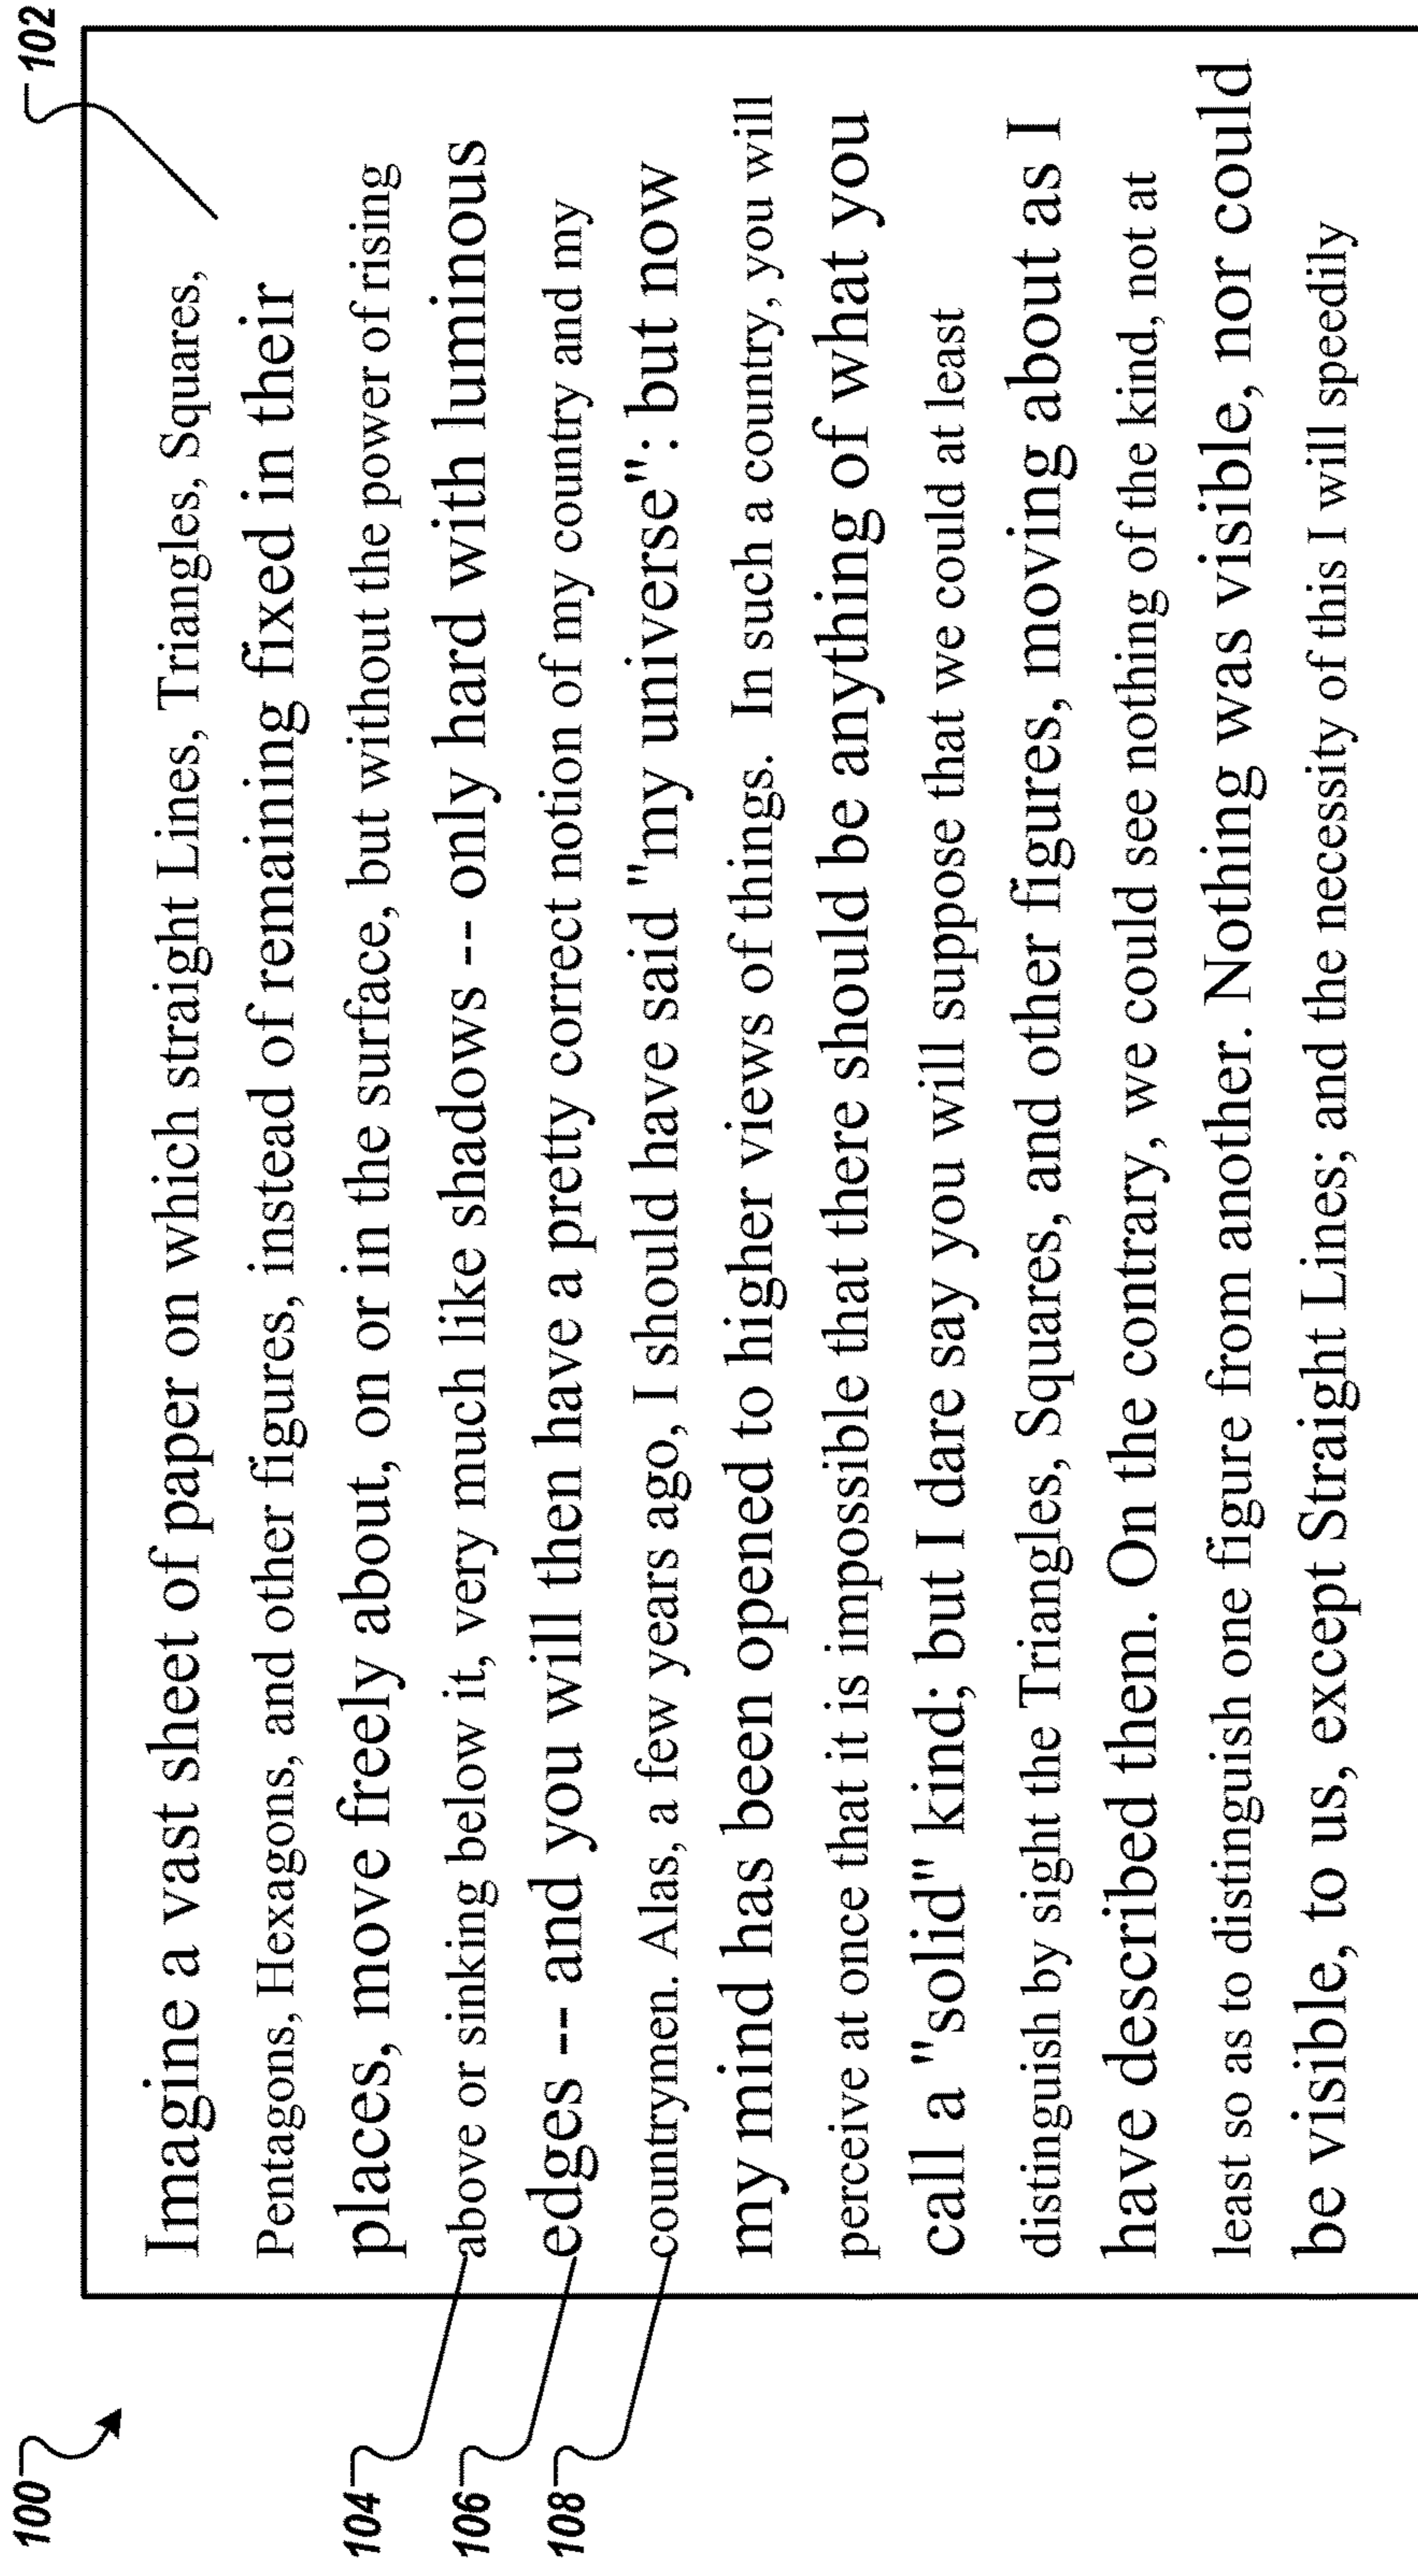 100
102
Imagine a vast sheet of paper on which straight Lines, Triangles, Squares,
Pentagons, Hexagons, and other figures, instead of remaining fixed in their
places, move freely about, on or in the surface, but without the power of rising
104
above or sinking below it, very much like shadows -- only hard with luminous
106
edges -- and you will then have a pretty correct notion of my country and my
108
countrymen. Alas, a few years ago, I should have said "my universe": but now
my mind has been opened to higher views of things. In such a country, you will
perceive at once that it is impossible that there should be anything of what you
call a "solid" kind; but I dare say you will suppose that we could at least
distinguish by sight the Triangles, Squares, and other figures, moving about as I
have described them. On the contrary, we could see nothing of the kind, not at
least so as to distinguish one figure from another. Nothing was visible, nor could
be visible, to us, except Straight Lines; and the necessity of this I will speedily